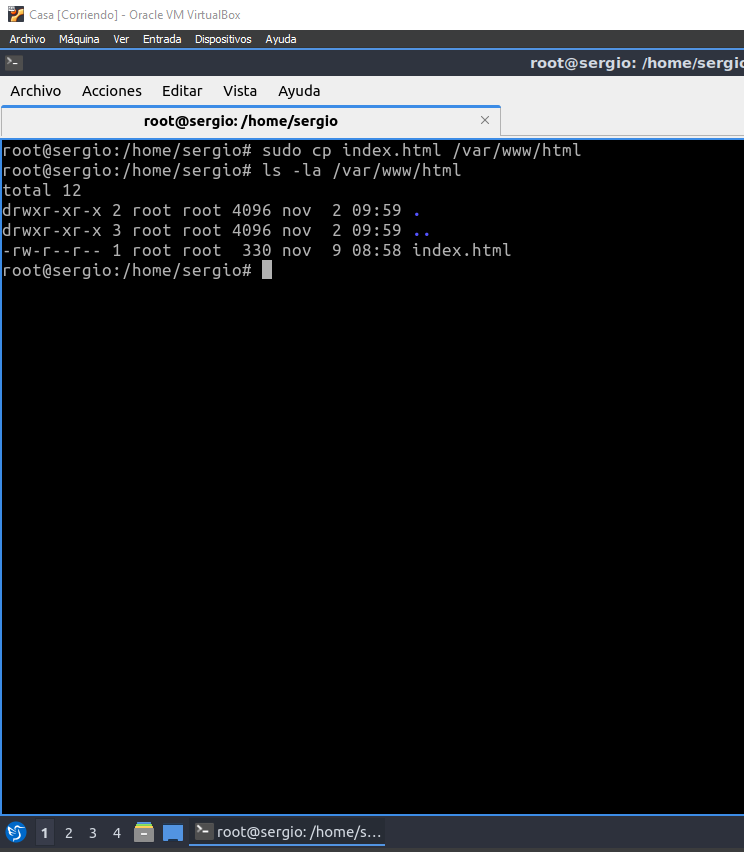 Casa [Corriendo] - Oracle VM VirtualBox
Archivo Máquina Ver Entrada Dispositivos Ayuda
root@sergio: /home/sergio
Archivo Acciones Editar Vista Ayuda
root@sergio: /home/sergio
root@sergio:/home/sergio# sudo cp index.html /var/www/html
root@sergio:/home/sergio# ls -la /var/www/html
total 12
drwxr-xr-x 2 root root 4096 nov  2 09:59 .
drwxr-xr-x 3 root root 4096 nov  2 09:59 ..
-rw-r--r-- 1 root root  330 nov  9 08:58 index.html
root@sergio:/home/sergio#
1 2 3 4 root@sergio: /home/s...